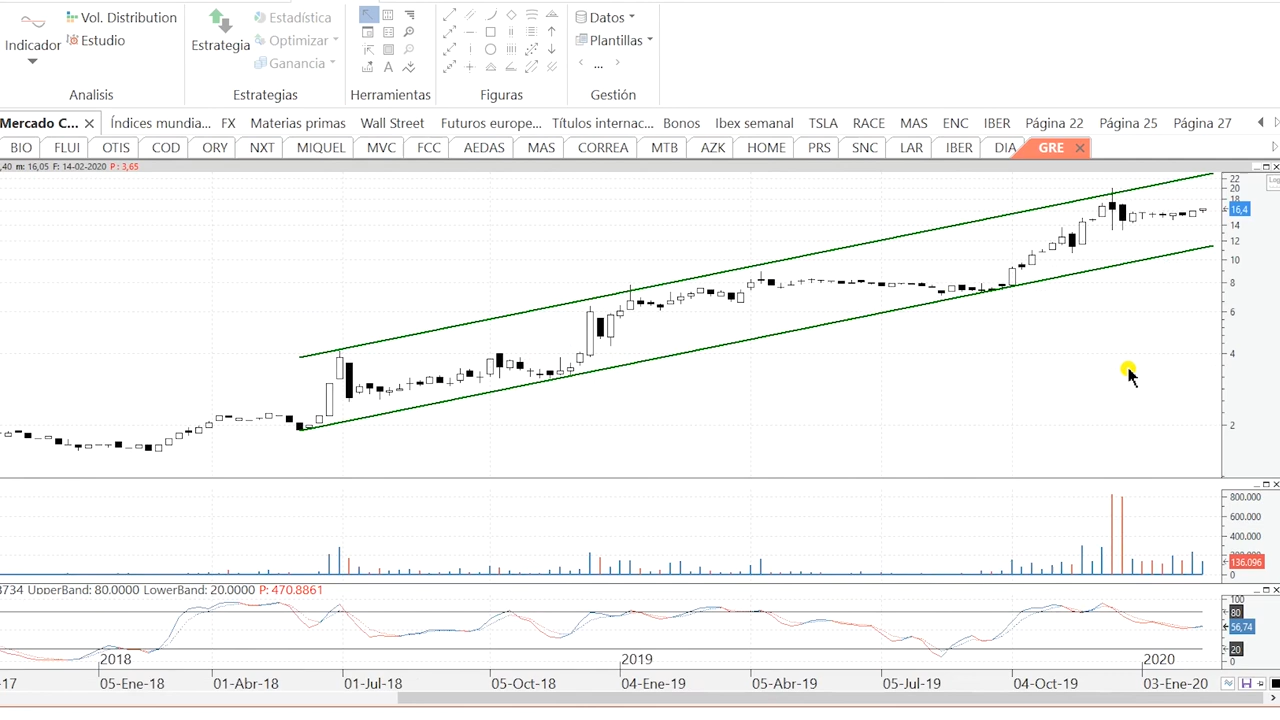 Indicador
Vol. Distribution
Estudio
Analisis
Estrategia
Estadística
Optimizar
Ganancia
Estrategias
A
Herramientas
Figuras
Datos
Plantillas
...
Gestión
Mercado C... Índices mundia... FX Materias primas Wall Street Futuros europe... Títulos internac... Bonos Ibex semanal TSLA RACE MAS ENC IBER Página 22 Página 25 Página 27
BIO FLUI OTIS COD ORY NXT MIQUEL MVC FCC AEDAS MAS CORREA MTB AZK HOME PRS SNC LAR IBER DIA GRE
,40 m: 16,05 F: 14-02-2020 P: 3,65
22
20
18
16,4
14
12
10
8
6
4
2
800.000
600.000
400.000
136.096
0
3734 UpperBand: 80.0000 LowerBand: 20.0000 P: 470.8861
100
80
56,74
20
0
2018 2019 2020
-17 05-Ene-18 01-Abr-18 01-Jul-18 05-Oct-18 04-Ene-19 05-Abr-19 05-Jul-19 04-Oct-19 03-Ene-20